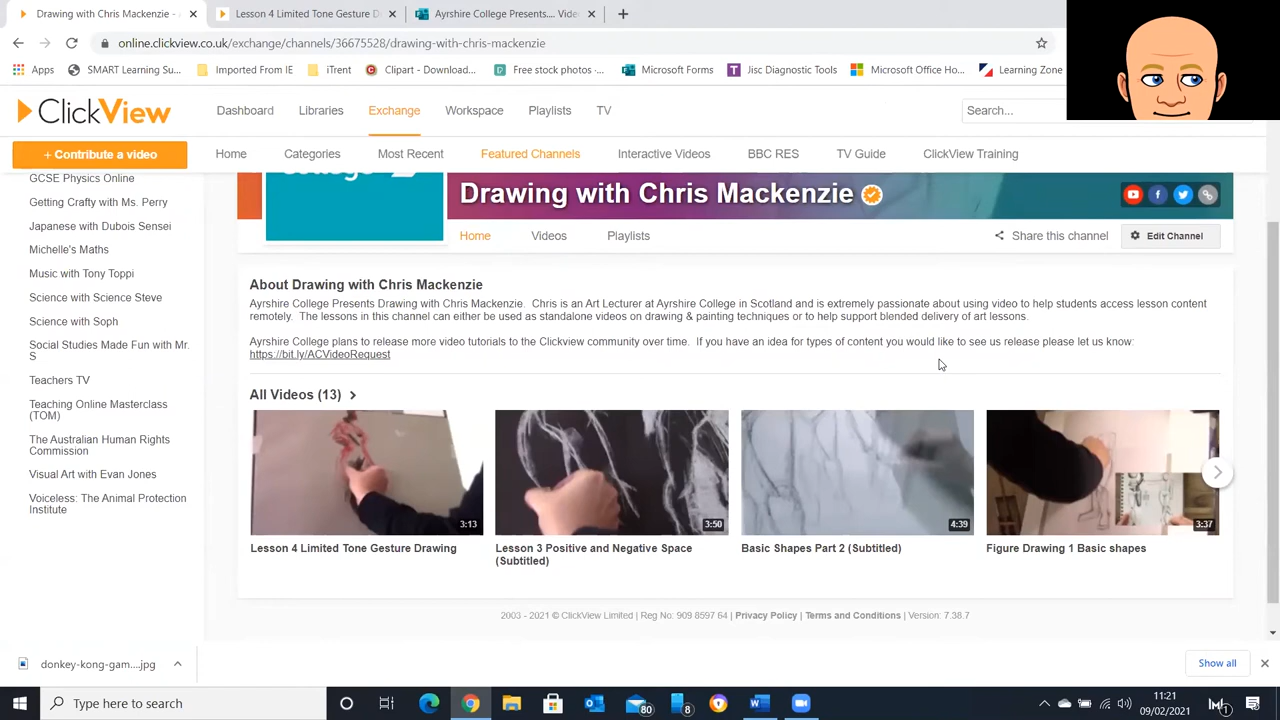 Drawing with Chris Mackenzie -
Lesson 4 Limited Tone Gesture D
Ayrshire College Presents.... Vide
online.clickview.co.uk/exchange/channels/36675528/drawing-with-chris-mackenzie
Apps
SMART Learning Su...
Imported From IE
iTrent
Clipart - Download...
Free stock photos -...
Microsoft Forms
Jisc Diagnostic Tools
Microsoft Office Ho...
Learning Zone
ClickView
Dashboard
Libraries
Exchange
Workspace
Playlists
TV
Search...
+ Contribute a video
Home
Categories
Most Recent
Featured Channels
Interactive Videos
BBC RES
TV Guide
ClickView Training
GCSE Physics Online
Getting Crafty with Ms. Perry
Japanese with Dubois Sensei
Michelle's Maths
Music with Tony Toppi
Science with Science Steve
Science with Soph
Social Studies Made Fun with Mr.
S
Teachers TV
Teaching Online Masterclass
(TOM)
The Australian Human Rights
Commission
Visual Art with Evan Jones
Voiceless: The Animal Protection
Institute
Drawing with Chris Mackenzie
Home
Videos
Playlists
Share this channel
Edit Channel
About Drawing with Chris Mackenzie
Ayrshire College Presents Drawing with Chris Mackenzie. Chris is an Art Lecturer at Ayrshire College in Scotland and is extremely passionate about using video to help students access lesson content
remotely. The lessons in this channel can either be used as standalone videos on drawing & painting techniques or to help support blended delivery of art lessons.
Ayrshire College plans to release more video tutorials to the Clickview community over time. If you have an idea for types of content you would like to see us release please let us know:
https://bit.ly/ACVideoRequest
All Videos (13)
3:13
3:50
4:39
3:37
Lesson 4 Limited Tone Gesture Drawing
Lesson 3 Positive and Negative Space
(Subtitled)
Basic Shapes Part 2 (Subtitled)
Figure Drawing 1 Basic shapes
2003 - 2021 © ClickView Limited | Reg No: 909 8597 64 | Privacy Policy | Terms and Conditions | Version: 7.38.7
donkey-kong-gam....jpg
Show all
Type here to search
80
8
11:21
09/02/2021
1